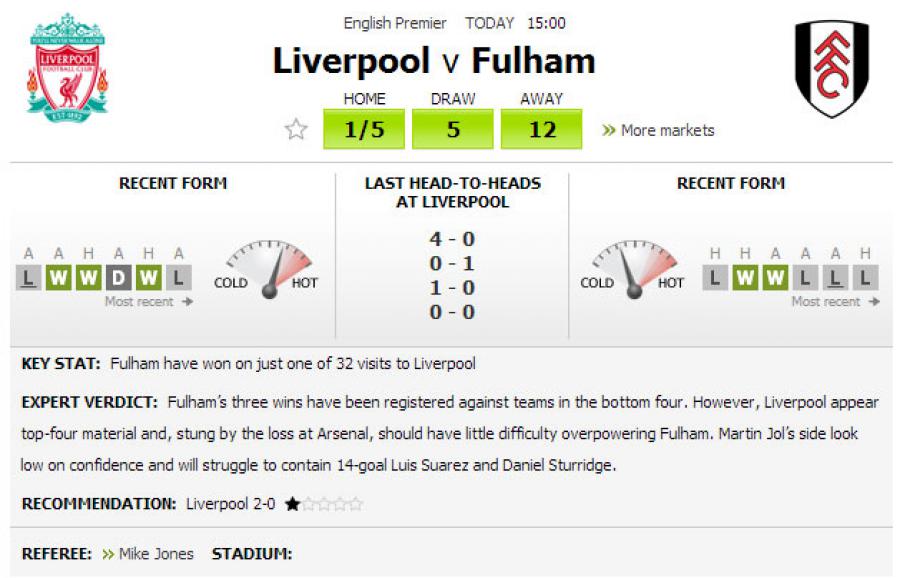 English Premier TODAY 15:00
Liverpool v Fulham
HOME DRAW AWAY
1/5 5 12 » More markets
YOU'LL NEVER WALK ALONE
LIVERPOOL
FOOTBALL CLUB
EST·1892
FFC
RECENT FORM
A A H A H A
L W W D W L
Most recent →
COLD HOT
LAST HEAD-TO-HEADS
AT LIVERPOOL
4 - 0
0 - 1
1 - 0
0 - 0
RECENT FORM
COLD HOT
H H A A A H
L W W L L L
Most recent →
KEY STAT: Fulham have won on just one of 32 visits to Liverpool
EXPERT VERDICT: Fulham's three wins have been registered against teams in the bottom four. However, Liverpool appear
top-four material and, stung by the loss at Arsenal, should have little difficulty overpowering Fulham. Martin Jol's side look
low on confidence and will struggle to contain 14-goal Luis Suarez and Daniel Sturridge.
RECOMMENDATION: Liverpool 2-0 ★☆☆☆☆
REFEREE: » Mike Jones STADIUM: